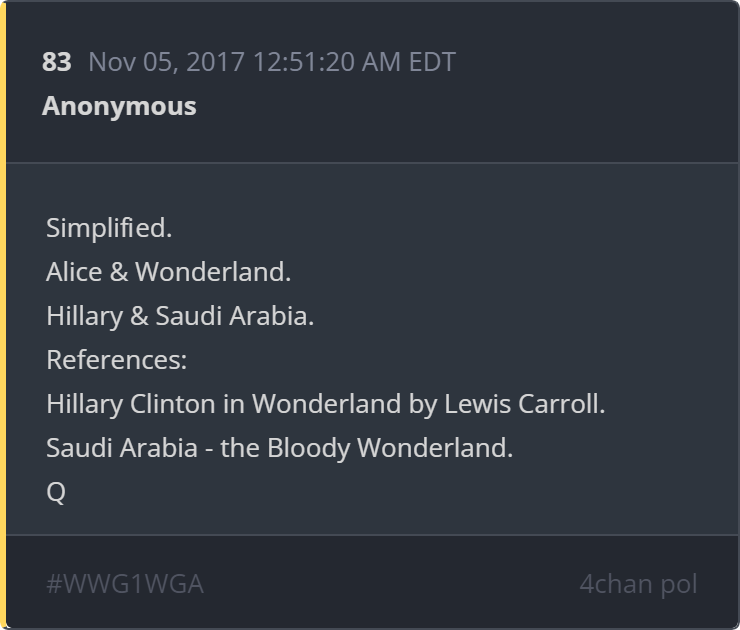 83 Nov 05, 2017 12:51:20 AM EDT
Anonymous
Simplified.
Alice & Wonderland.
Hillary & Saudi Arabia.
References:
Hillary Clinton in Wonderland by Lewis Carroll.
Saudi Arabia - the Bloody Wonderland.
Q
#WWG1WGA 4chan pol